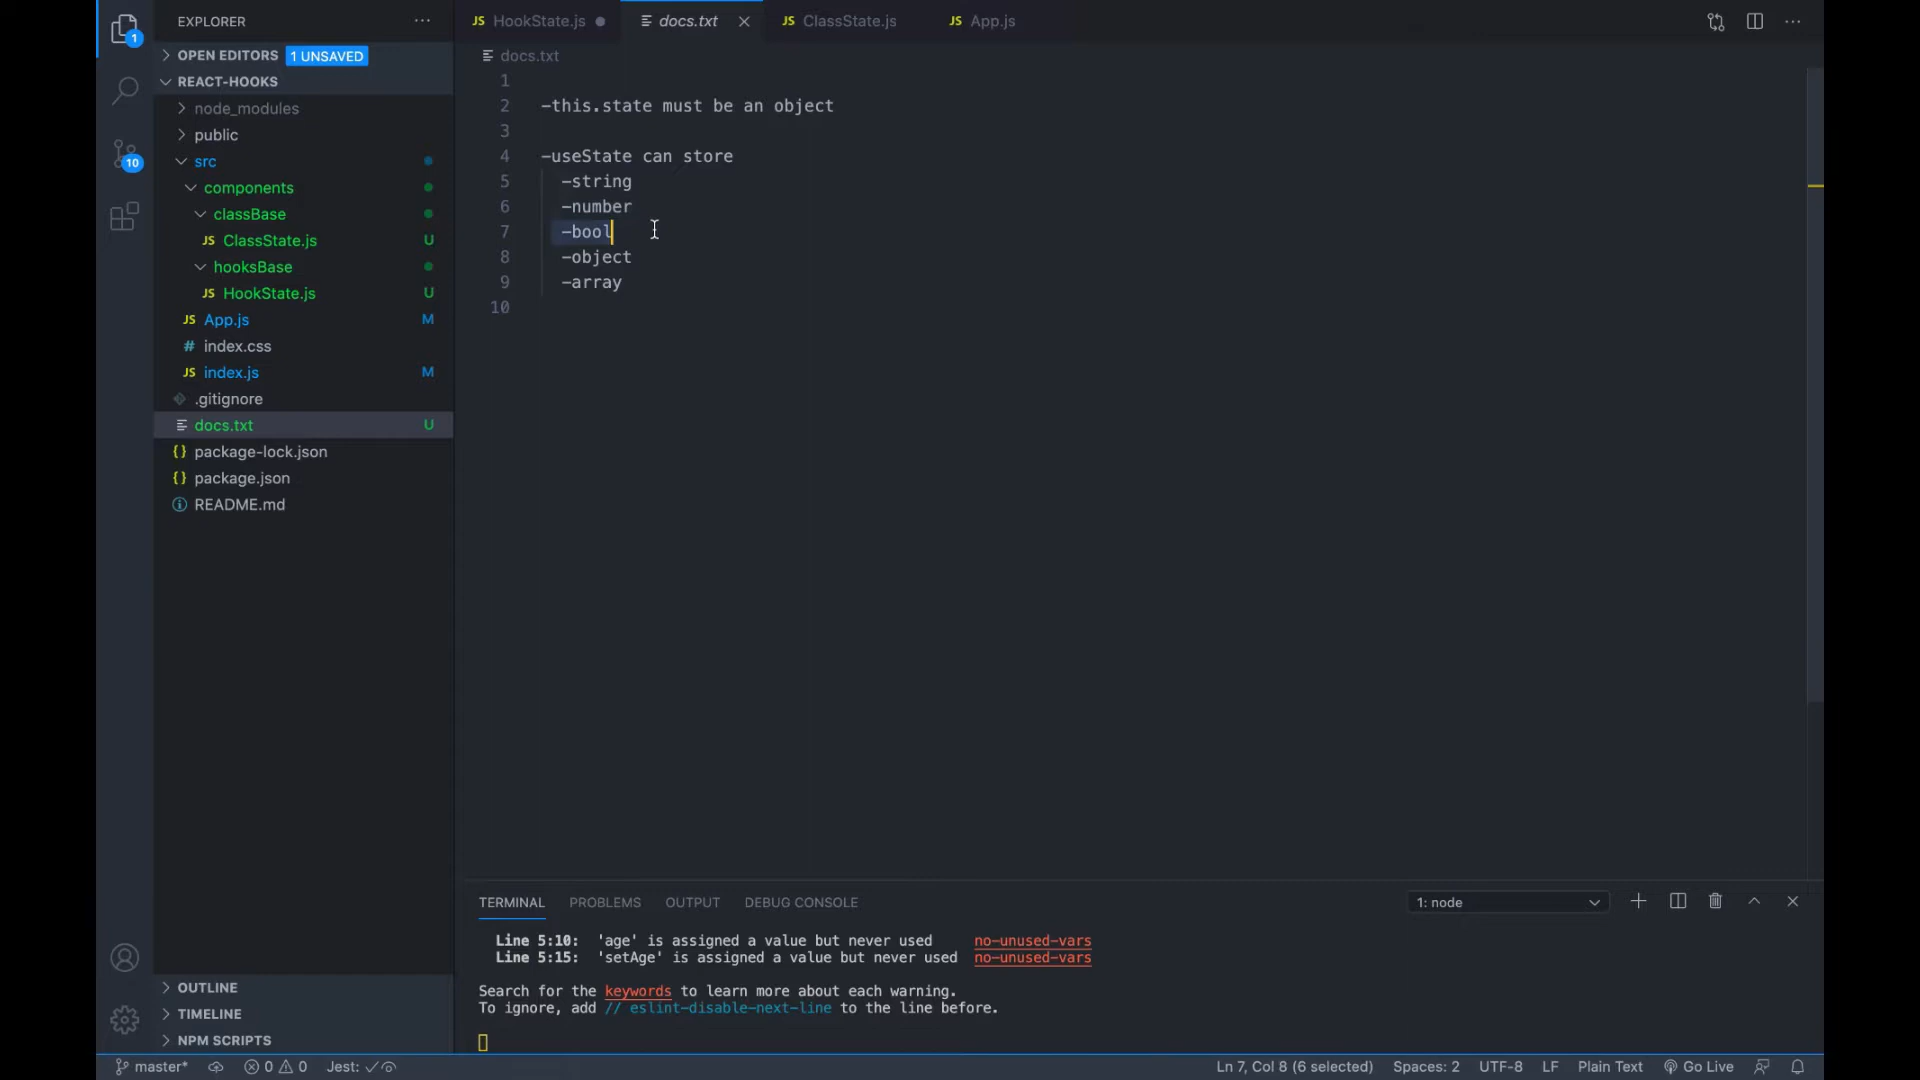 EXPLORER
1
OPEN EDITORS 1 UNSAVED
REACT-HOOKS
node_modules
public
10
src
components
classBase
JS ClassState.js U
hooksBase
JS HookState.js U
JS App.js M
# index.css
JS index.js M
.gitignore
docs.txt U
{} package-lock.json
{} package.json
README.md
OUTLINE
TIMELINE
NPM SCRIPTS
JS HookState.js
docs.txt
JS ClassState.js
JS App.js
docs.txt
1
2 -this.state must be an object
3
4 -useState can store
5 -string
6 -number
7 -bool
8 -object
9 -array
10
TERMINAL PROBLEMS OUTPUT DEBUG CONSOLE 1: node
Line 5:10: 'age' is assigned a value but never used no-unused-vars
Line 5:15: 'setAge' is assigned a value but never used no-unused-vars
Search for the keywords to learn more about each warning.
To ignore, add // eslint-disable-next-line to the line before.
master* 0 0 Jest: Ln 7, Col 8 (6 selected) Spaces: 2 UTF-8 LF Plain Text Go Live